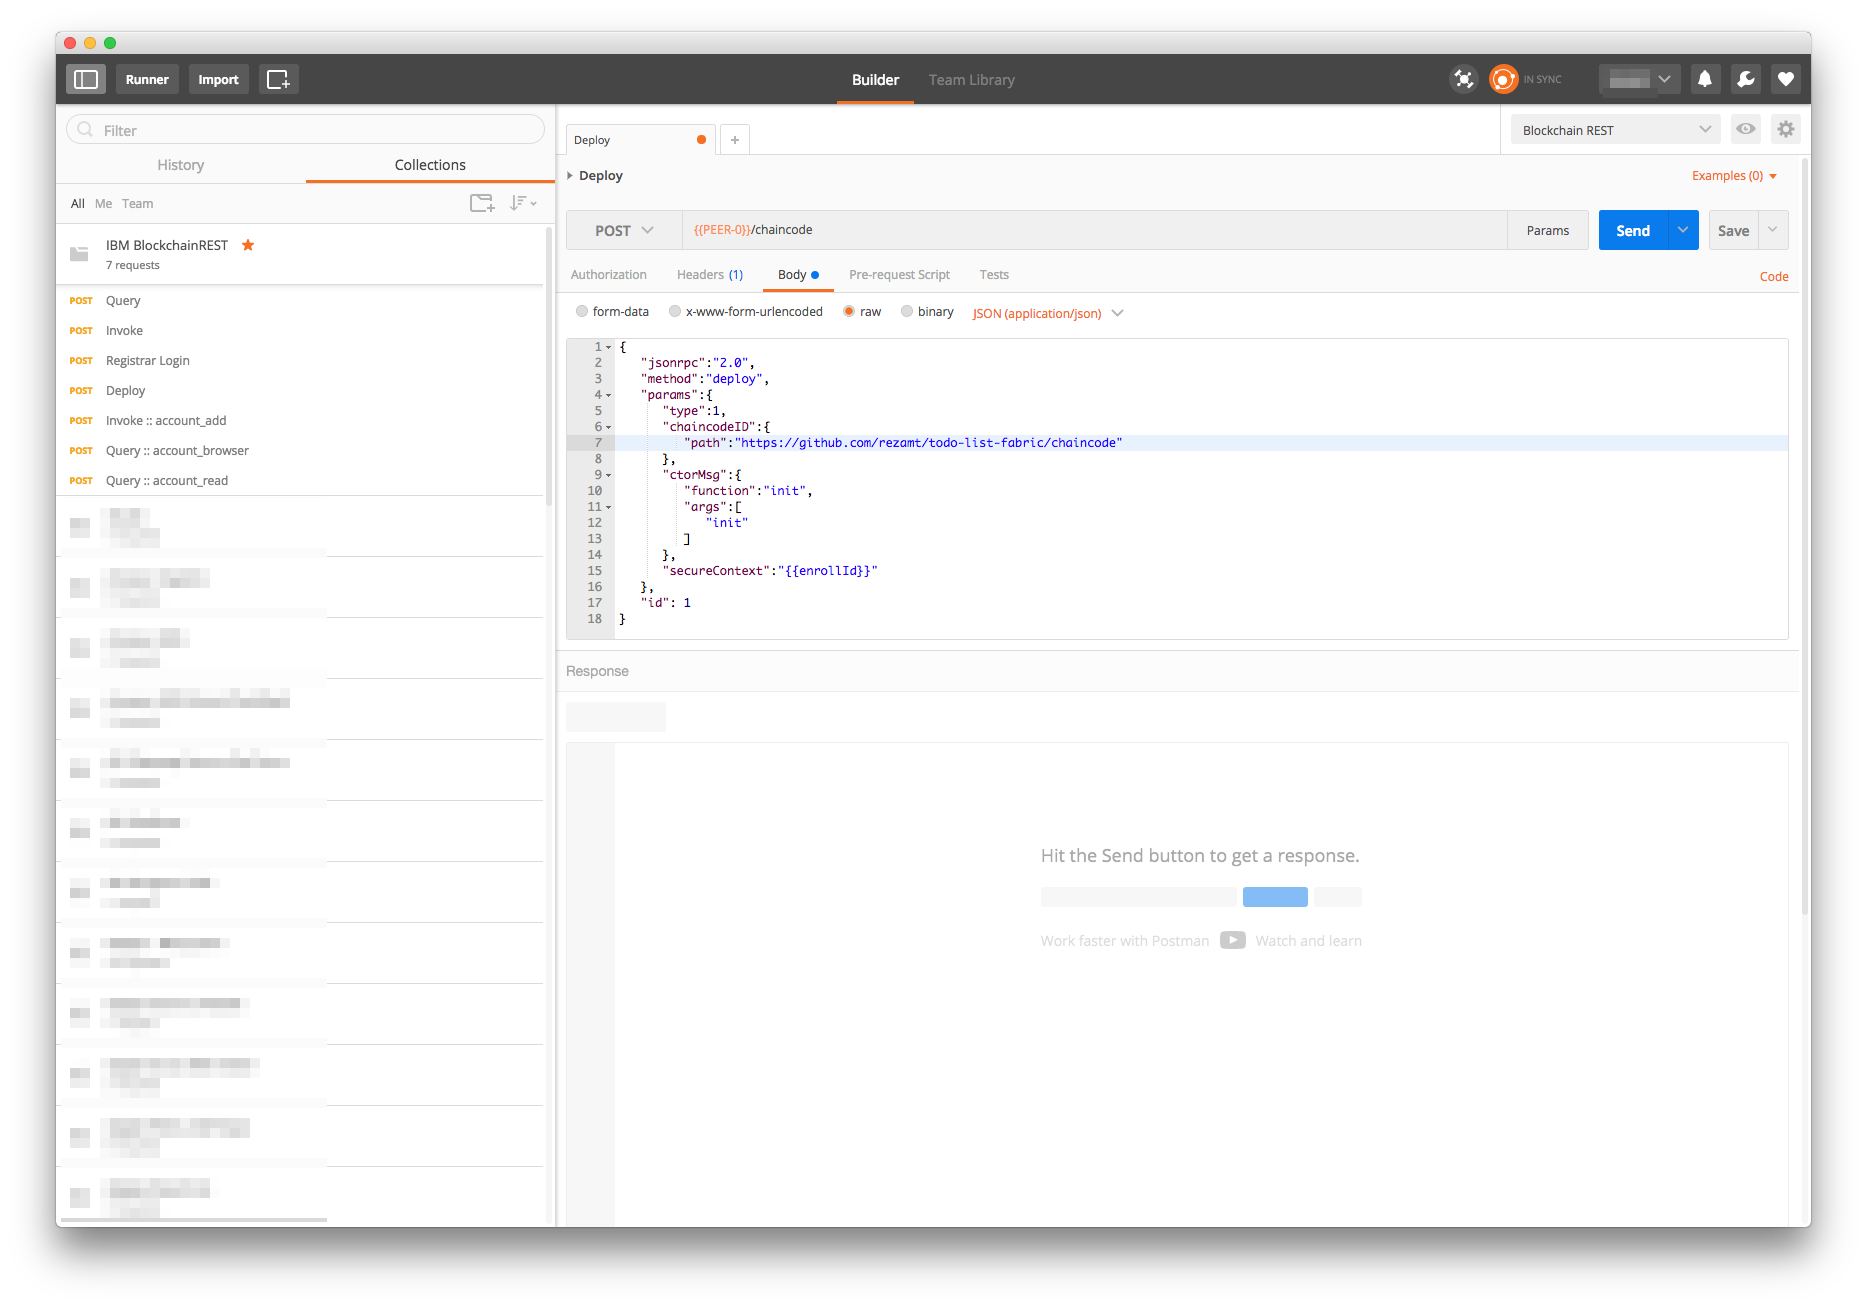 Runner Import Builder Team Library IN SYNC
Filter
History Collections
All Me Team
IBM BlockchainREST
7 requests
POST Query
POST Invoke
POST Registrar Login
POST Deploy
POST Invoke :: account_add
POST Query :: account_browser
POST Query :: account_read
Deploy + Blockchain REST
Deploy Examples (0)
POST {{PEER-0}}/chaincode Params Send Save
Authorization Headers (1) Body Pre-request Script Tests Code
form-data x-www-form-urlencoded raw binary JSON (application/json)
1 {
2 "jsonrpc":"2.0",
3 "method":"deploy",
4 "params":{
5 "type":1,
6 "chaincodeID":{
7 "path":"https://github.com/rezamt/todo-list-fabric/chaincode"
8 },
9 "ctorMsg":{
10 "function":"init",
11 "args":[
12 "init"
13 ]
14 },
15 "secureContext":"{{enrollId}}"
16 },
17 "id": 1
18 }
Response
Hit the Send button to get a response.
Work faster with Postman Watch and learn